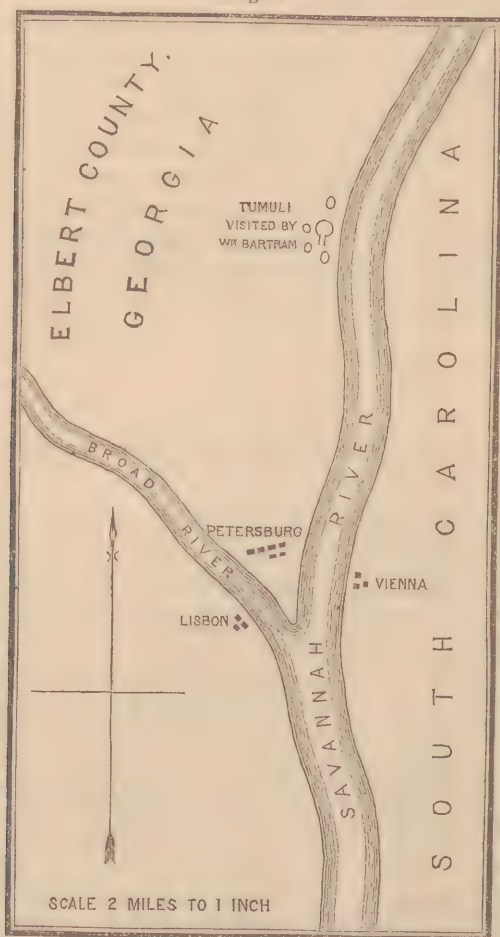 ELBERT COUNTY.
GEORGIA
TUMULI
VISITED BY
WM BARTRAM
SOUTH CAROLINA
BROAD RIVER
PETERSBURG
VIENNA
LISBON
SAVANNAH RIVER
SCALE 2 MILES TO 1 INCH